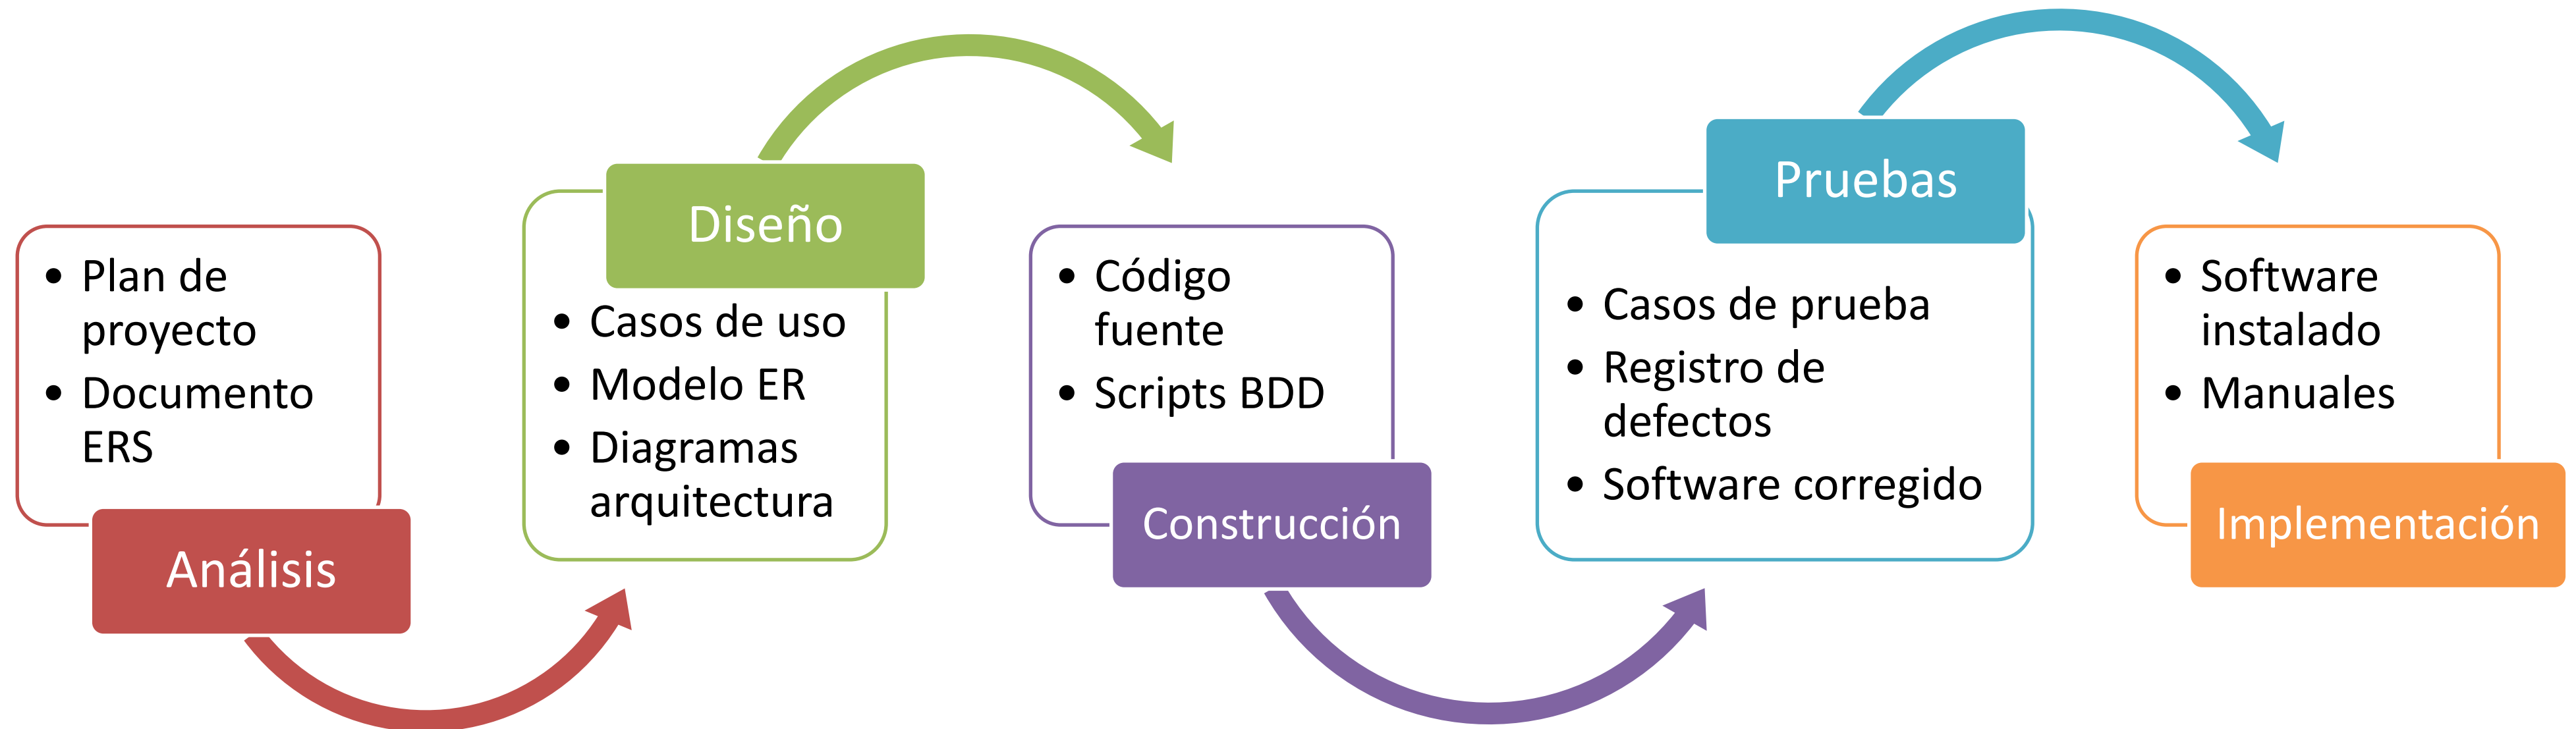 • Plan de
proyecto
• Documento
ERS
Análisis
Diseño
• Casos de uso
• Modelo ER
• Diagramas
arquitectura
• Código
fuente
• Scripts BDD
Construcción
Pruebas
• Casos de prueba
• Registro de
defectos
• Software corregido
• Software
instalado
• Manuales
Implementación